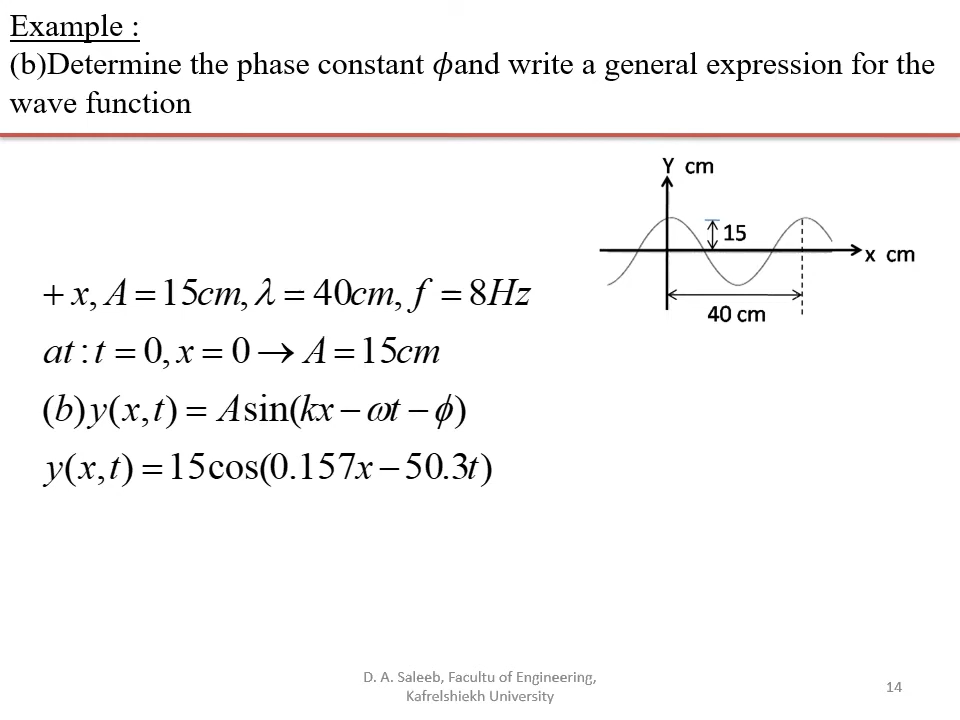 Example :
(b)Determine the phase constant ϕand write a general expression for the
wave function
Y cm
15
x cm
40 cm
+ x, A = 15cm, λ = 40cm, f = 8Hz
at : t = 0, x = 0 → A = 15cm
(b) y(x,t) = A sin(kx − ωt − ϕ)
y(x,t) = 15cos(0.157x − 50.3t)
D. A. Saleeb, Facultu of Engineering,
Kafrelshiekh University
14